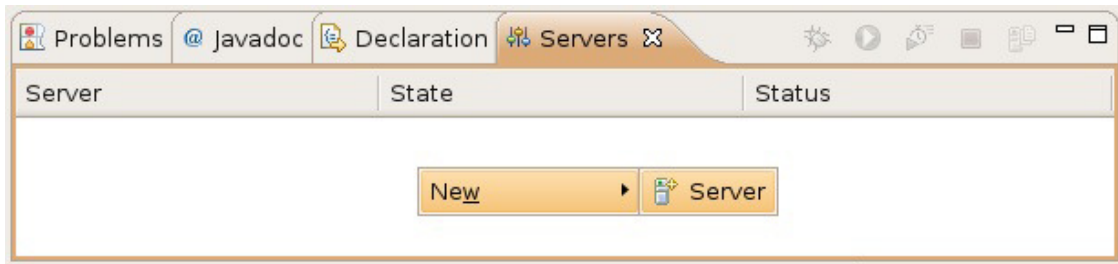 Problems @ Javadoc Declaration Servers
Server State Status
New Server